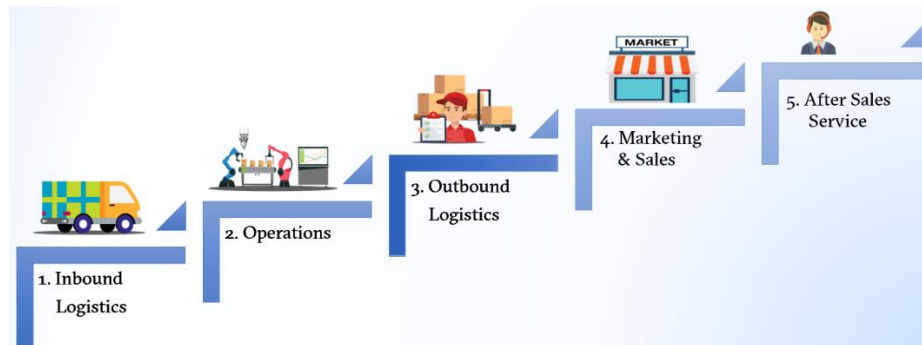 1. Inbound
Logistics
2. Operations
3. Outbound
Logistics
MARKET
4. Marketing
& Sales
5. After Sales
Service